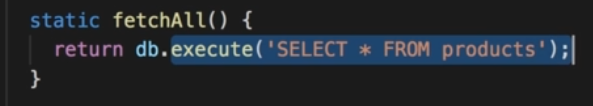 static fetchAll() {
return db.execute('SELECT * FROM products');
}